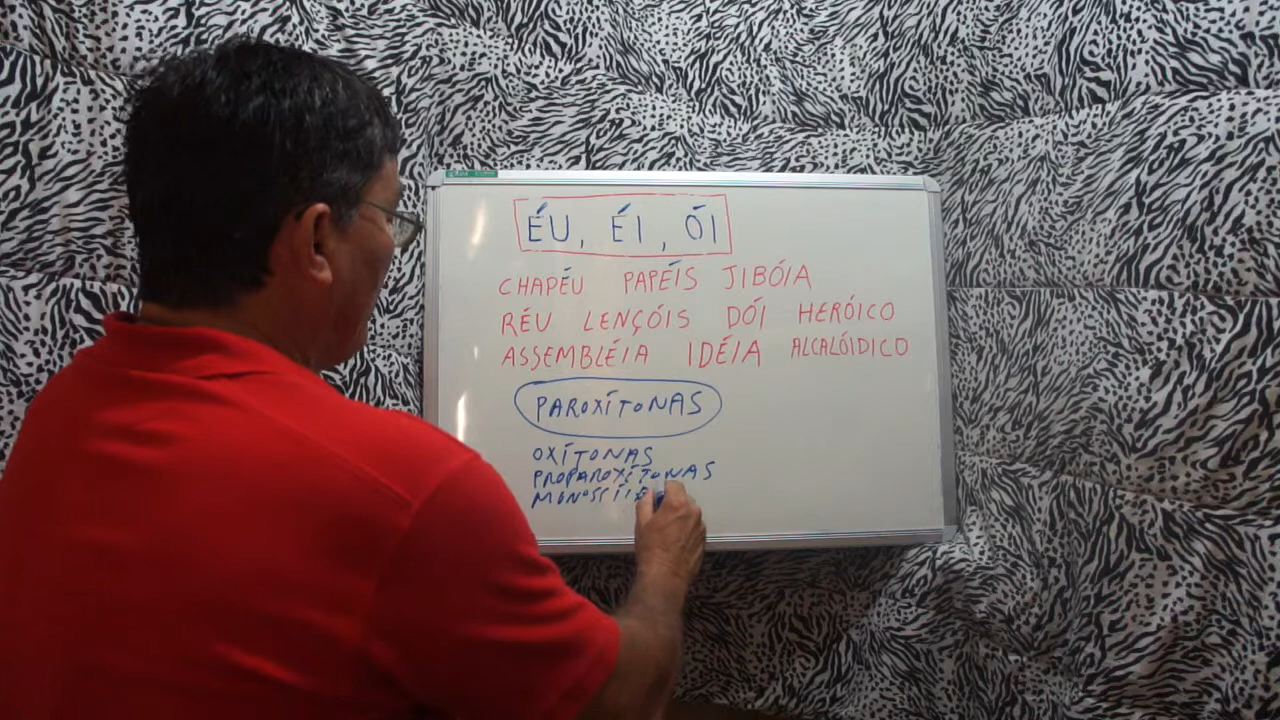 ÉU, ÉI, ÓI
CHAPÉU PAPÉIS JIBÓIA
RÉU LENÇÓIS DÓI HERÓICO
ASSEMBLÉIA IDÉIA ALCALÓIDICO
PAROXÍTONAS
OXÍTONAS
PROPAROXÍTONAS